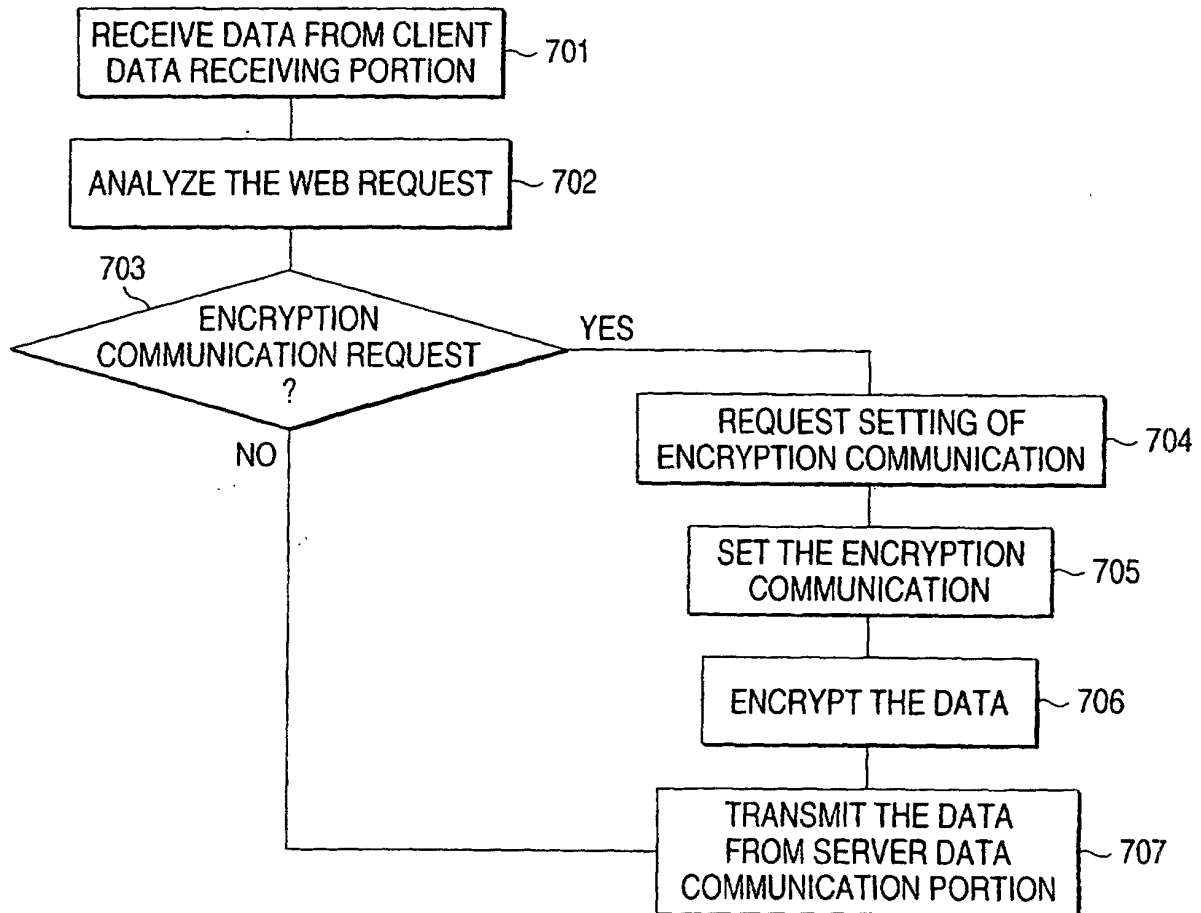 RECEIVE DATA FROM CLIENT
DATA RECEIVING PORTION
701
ANALYZE THE WEB REQUEST
702
703
ENCRYPTION
COMMUNICATION REQUEST
?
YES
NO
REQUEST SETTING OF
ENCRYPTION COMMUNICATION
704
SET THE ENCRYPTION
COMMUNICATION
705
ENCRYPT THE DATA
706
TRANSMIT THE DATA
FROM SERVER DATA
COMMUNICATION PORTION
707